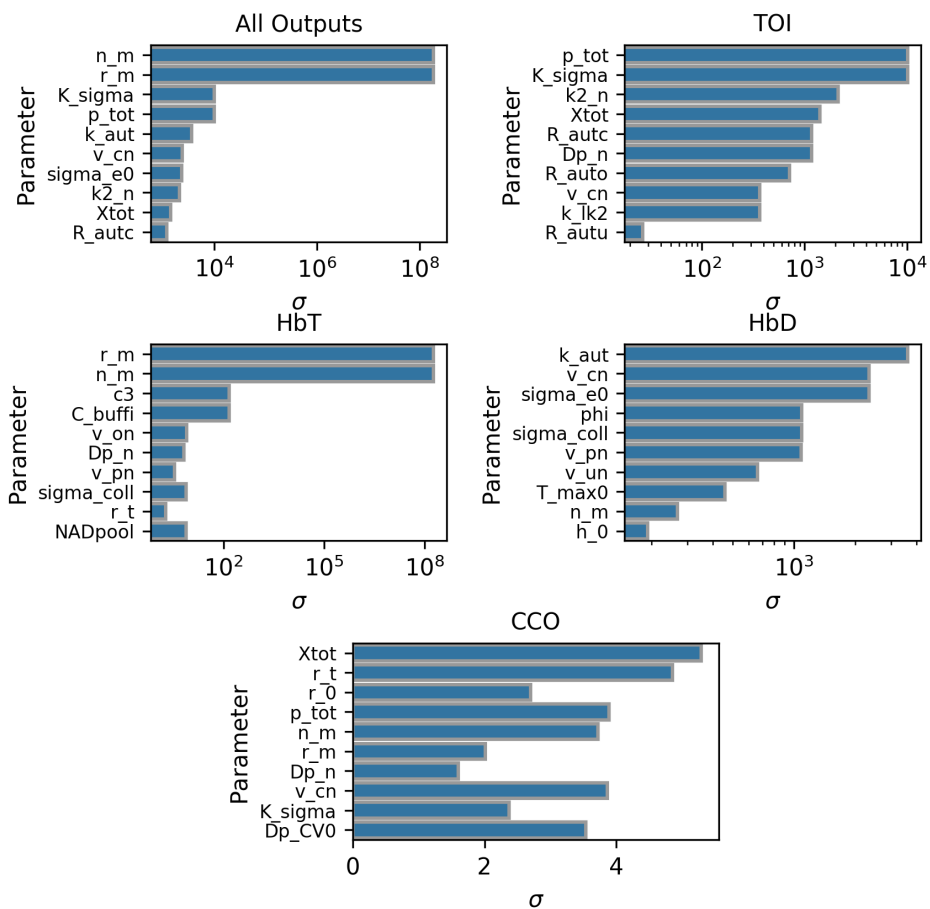 All Outputs
Parameter
n_m
r_m
K_sigma
p_tot
k_aut
v_cn
sigma_e0
k2_n
Xtot
R_autc
10^4 10^6 10^8
σ
TOI
Parameter
p_tot
K_sigma
k2_n
Xtot
R_autc
Dp_n
R_auto
v_cn
k_lk2
R_autu
10^2 10^3 10^4
σ
HbT
Parameter
r_m
n_m
c3
C_buffi
v_on
Dp_n
v_pn
sigma_coll
r_t
NADpool
10^2 10^5 10^8
σ
HbD
Parameter
k_aut
v_cn
sigma_e0
phi
sigma_coll
v_pn
v_un
T_max0
n_m
h_0
10^3
σ
CCO
Parameter
Xtot
r_t
r_0
p_tot
n_m
r_m
Dp_n
v_cn
K_sigma
Dp_CV0
0 2 4
σ